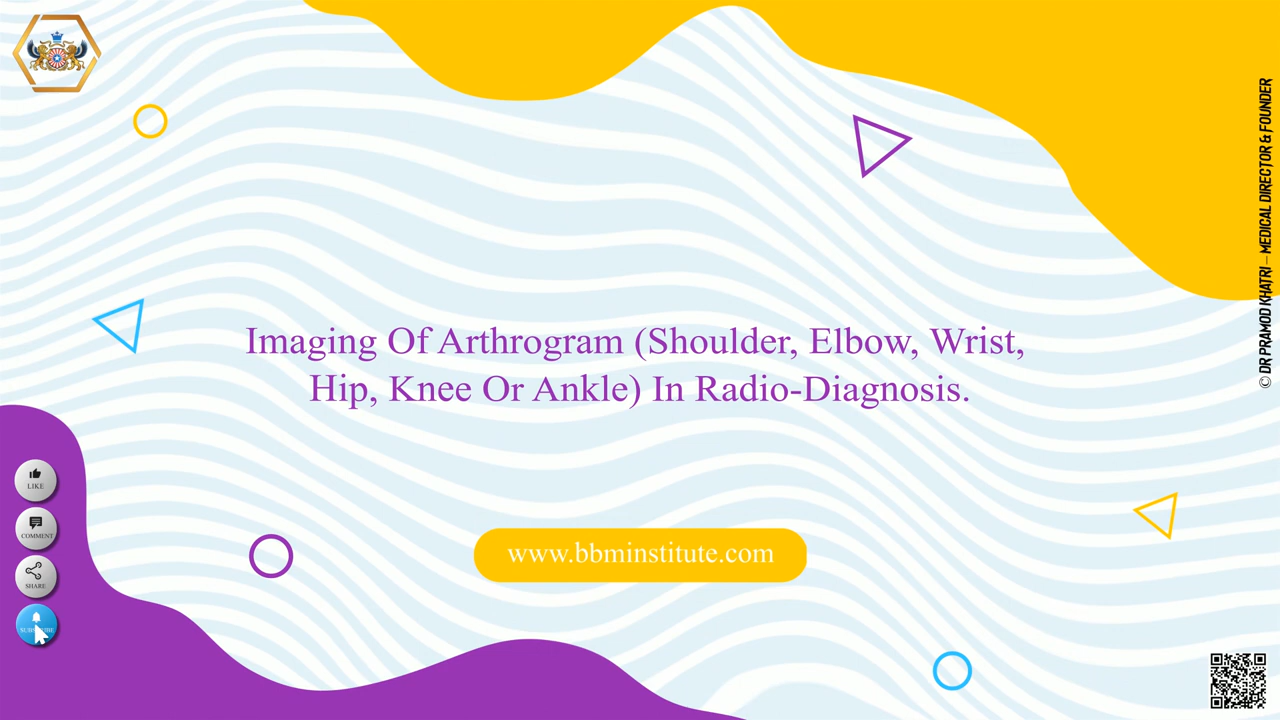 Imaging Of Arthrogram (Shoulder, Elbow, Wrist,
Hip, Knee Or Ankle) In Radio-Diagnosis.
www.bbminstitute.com
LIKE
COMMENT
SHARE
© DR PRAMOD KHATRI – MEDICAL DIRECTOR & FOUNDER